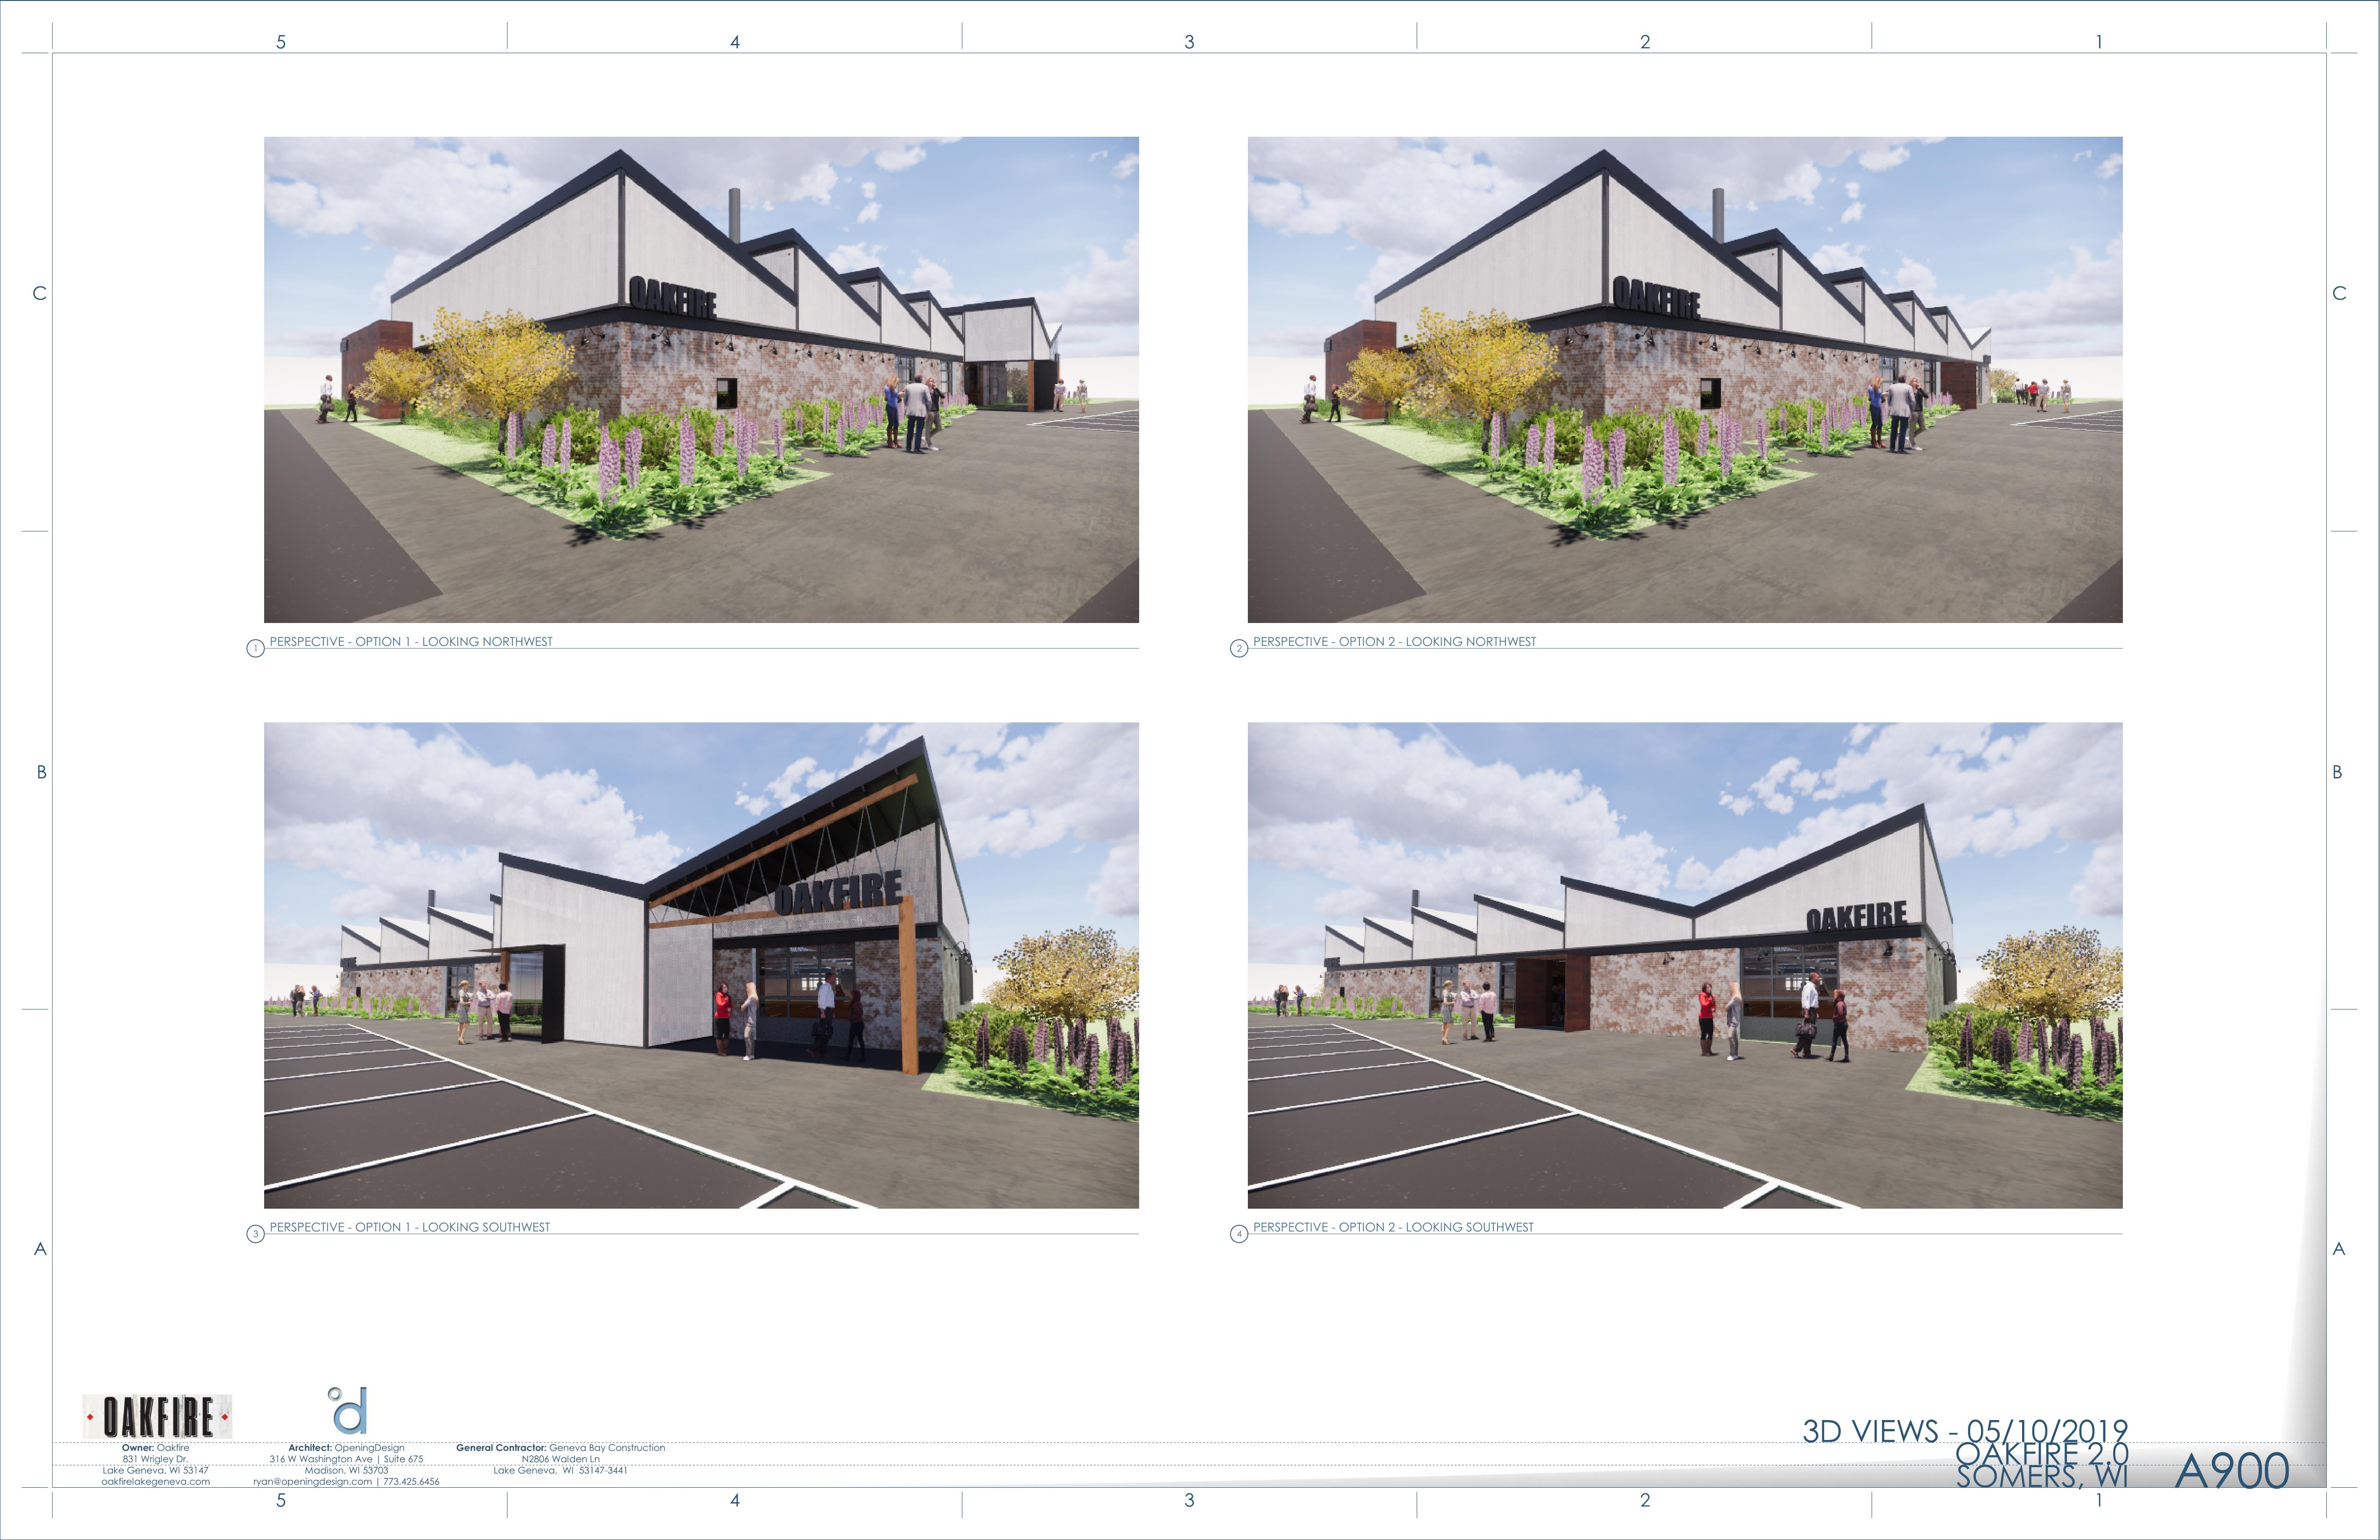 5 4 3 2 1
C C
OAKFIRE
OAKFIRE
1 PERSPECTIVE - OPTION 1 - LOOKING NORTHWEST
2 PERSPECTIVE - OPTION 2 - LOOKING NORTHWEST
B B
OAKFIRE
OAKFIRE
3 PERSPECTIVE - OPTION 1 - LOOKING SOUTHWEST
4 PERSPECTIVE - OPTION 2 - LOOKING SOUTHWEST
A A
OAKFIRE
d
Owner: Oakfire
831 Wrigley Dr.
Lake Geneva, WI 53147
oakfirelakegeneva.com
Architect: OpeningDesign
316 W Washington Ave | Suite 675
Madison, WI 53703
ryan@openingdesign.com | 773.425.6456
General Contractor: Geneva Bay Construction
N2806 Walden Ln
Lake Geneva, WI 53147-3441
3D VIEWS - 05/10/2019
OAKFIRE 2.0
SOMERS, WI
A900
5 4 3 2 1